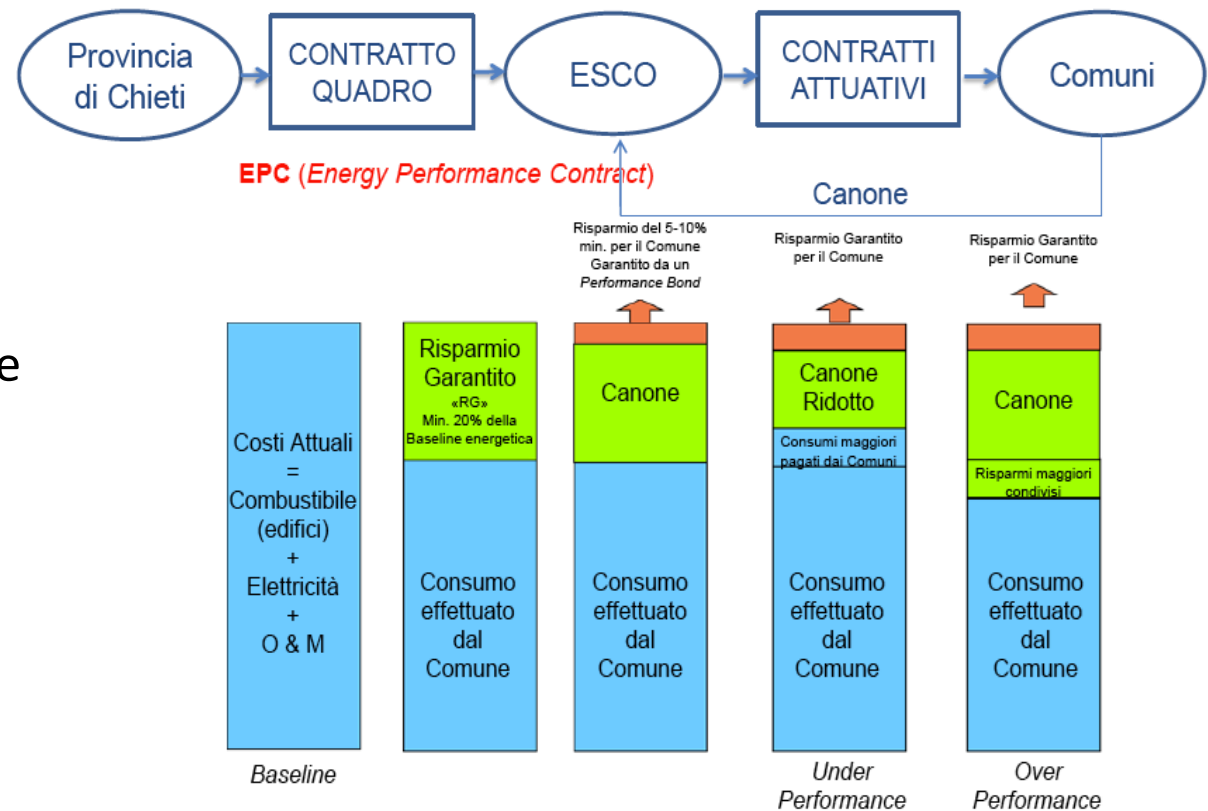 Provincia
di Chieti
CONTRATTO
QUADRO
ESCO
CONTRATTI
ATTUATIVI
Comuni
EPC (Energy Performance Contract)
Canone
Risparmio del 5-10%
min. per il Comune
Garantito da un
Performance Bond
Risparmio Garantito
per il Comune
Risparmio Garantito
per il Comune
e
Costi Attuali
=
Combustibile
(edifici)
+
Elettricità
+
O & M
Baseline
Risparmio
Garantito
«RG»
Min. 20% della
Baseline energetica
Consumo
effettuato
dal
Comune
Canone
Consumo
effettuato
dal
Comune
Canone
Ridotto
Consumi maggiori
pagati dai Comuni
Consumo
effettuato
dal
Comune
Under
Performance
Canone
Risparmi maggiori
condivisi
Consumo
effettuato
dal
Comune
Over
Performance